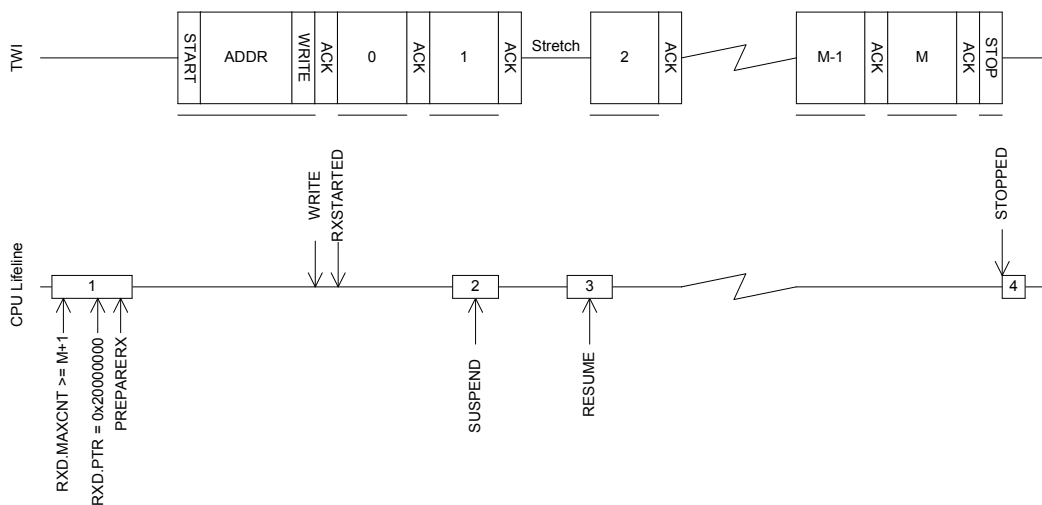 TWI
START
ADDR
WRITE
ACK
0
ACK
1
ACK
Stretch
2
ACK
M-1
ACK
M
ACK
STOP
CPU Lifeline
WRITE
RXSTARTED
STOPPED
1
2
3
4
RXD.MAXCNT >= M+1
RXD.PTR = 0x20000000
PREPARERX
SUSPEND
RESUME